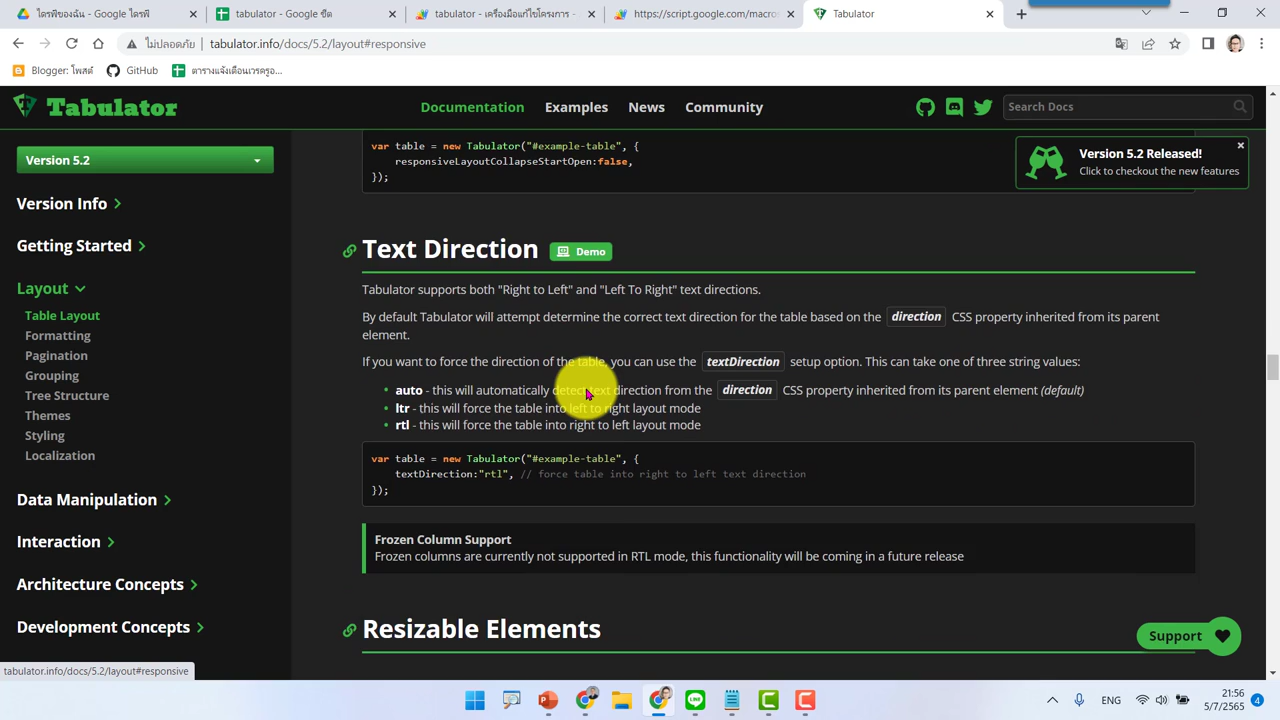 ไดรฟ์ของฉัน - Google ไดรฟ์
tabulator - Google ชีต
tabulator - เครื่องมือแก้ไขโครงการ -
https://script.google.com/macros
Tabulator
ไม่ปลอดภัย
tabulator.info/docs/5.2/layout#responsive
Blogger: โพสต์
GitHub
ตารางแจ้งเตือนเวรครูอ...
Tabulator
Documentation
Examples
News
Community
Search Docs
Version 5.2
Version Info
Getting Started
Layout
Table Layout
Formatting
Pagination
Grouping
Tree Structure
Themes
Styling
Localization
Data Manipulation
Interaction
Architecture Concepts
Development Concepts
var table = new Tabulator("#example-table", {
responsiveLayoutCollapseStartOpen:false,
});
Version 5.2 Released!
Click to checkout the new features
Text Direction
Demo
Tabulator supports both "Right to Left" and "Left To Right" text directions.
By default Tabulator will attempt determine the correct text direction for the table based on the direction CSS property inherited from its parent
element.
If you want to force the direction of the table, you can use the textDirection setup option. This can take one of three string values:
• auto - this will automatically detect text direction from the direction CSS property inherited from its parent element (default)
• ltr - this will force the table into left to right layout mode
• rtl - this will force the table into right to left layout mode
var table = new Tabulator("#example-table", {
textDirection:"rtl", // force table into right to left text direction
});
Frozen Column Support
Frozen columns are currently not supported in RTL mode, this functionality will be coming in a future release
Resizable Elements
Support
tabulator.info/docs/5.2/layout#responsive
ENG
21:56
5/7/2565
4